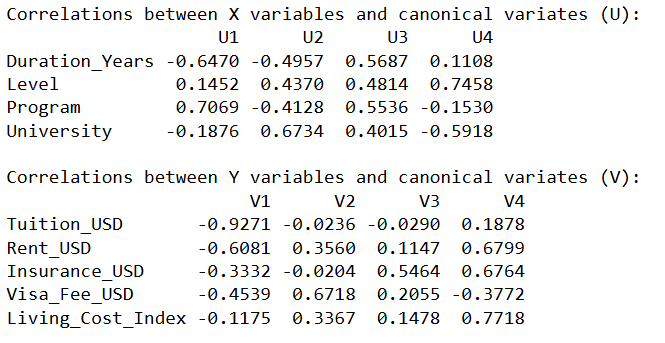 Correlations between X variables and canonical variates (U):
                    U1      U2      U3      U4
Duration_Years -0.6470 -0.4957  0.5687  0.1108
Level           0.1452  0.4370  0.4814  0.7458
Program         0.7069 -0.4128  0.5536 -0.1530
University     -0.1876  0.6734  0.4015 -0.5918

Correlations between Y variables and canonical variates (V):
                       V1      V2      V3      V4
Tuition_USD       -0.9271 -0.0236 -0.0290  0.1878
Rent_USD          -0.6081  0.3560  0.1147  0.6799
Insurance_USD     -0.3332 -0.0204  0.5464  0.6764
Visa_Fee_USD      -0.4539  0.6718  0.2055 -0.3772
Living_Cost_Index -0.1175  0.3367  0.1478  0.7718